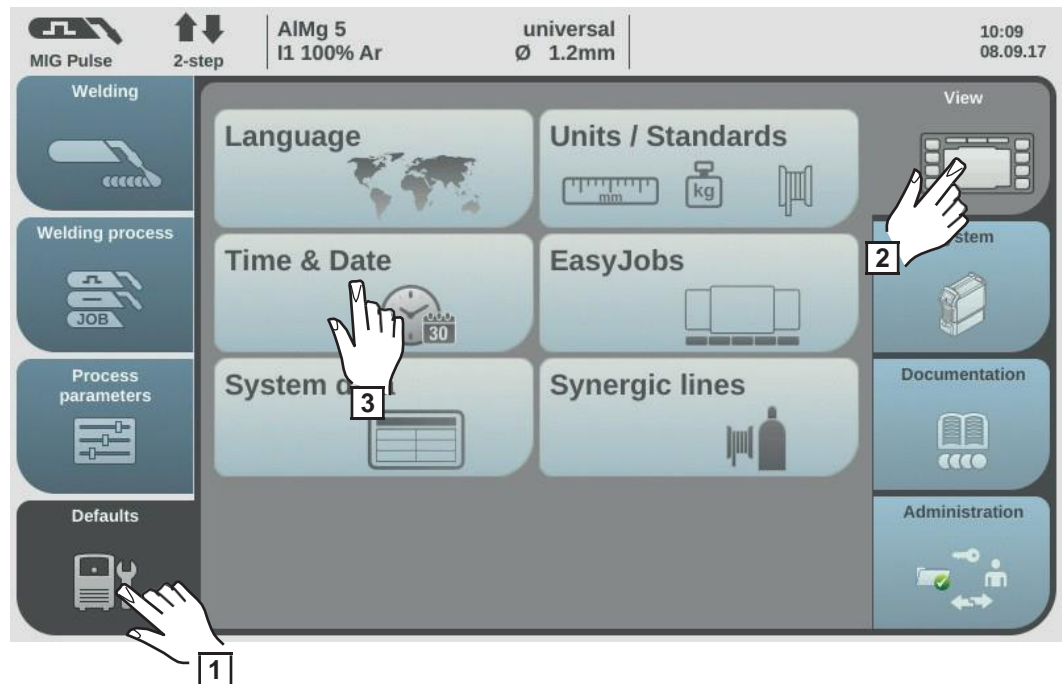 MIG Pulse
2-step
AlMg 5
I1 100% Ar
universal
Ø 1.2mm
10:09
08.09.17
Welding
Welding process
JOB
Process
parameters
Defaults
1
Language
Units / Standards
mm
kg
Time & Date
30
EasyJobs
System
3
Synergic lines
View
2
Documentation
Administration